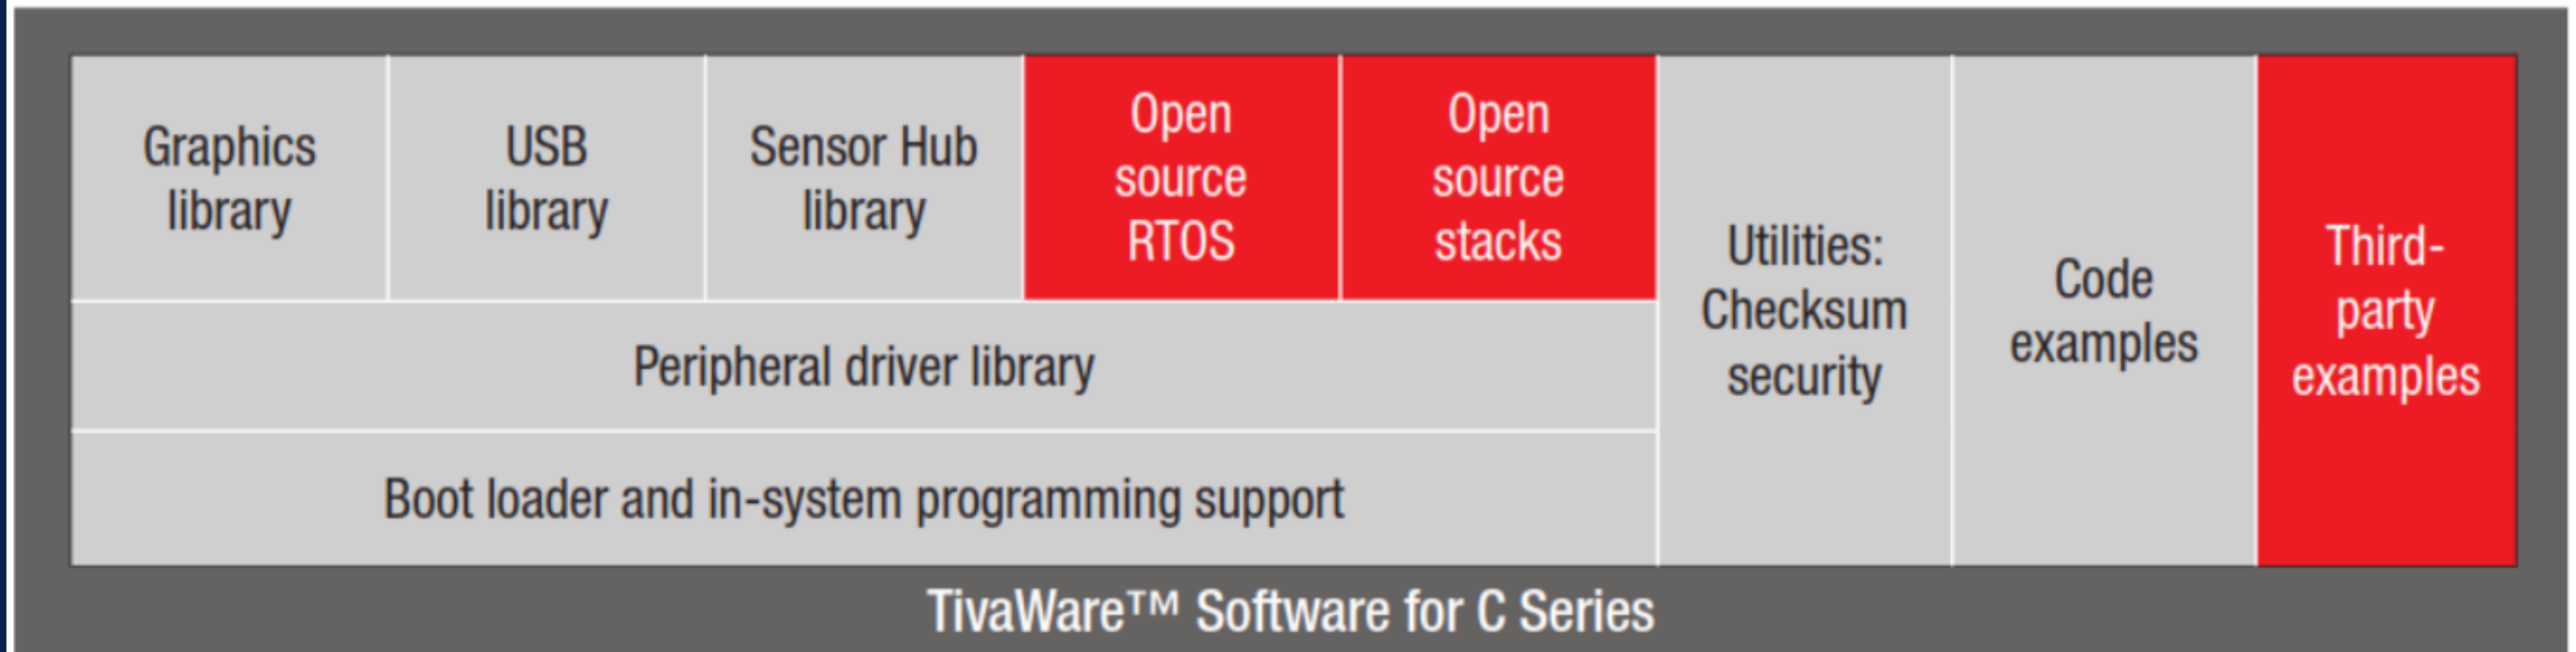 Graphics
library
USB
library
Sensor Hub
library
Open
source
RTOS
Open
source
stacks
Utilities:
Checksum
security
Code
examples
Third-
party
examples
Peripheral driver library
Boot loader and in-system programming support
TivaWare™ Software for C Series